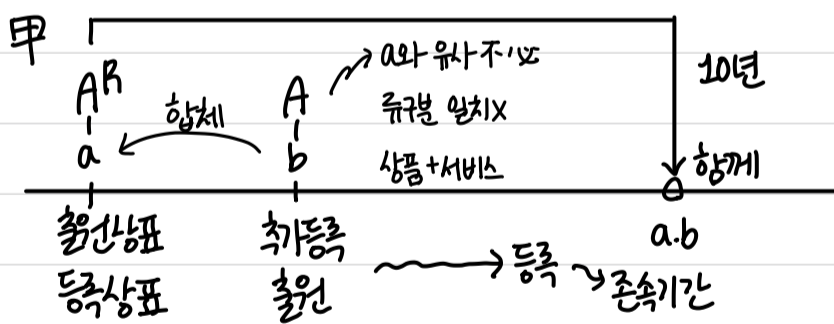 甲
Aᴿ
a
합체
A
b
a와 유사 不必
류구분 일치X
상품+서비스
10년
함께
출원상표
등록상표
추가등록
출원
등록
a.b
존속기간